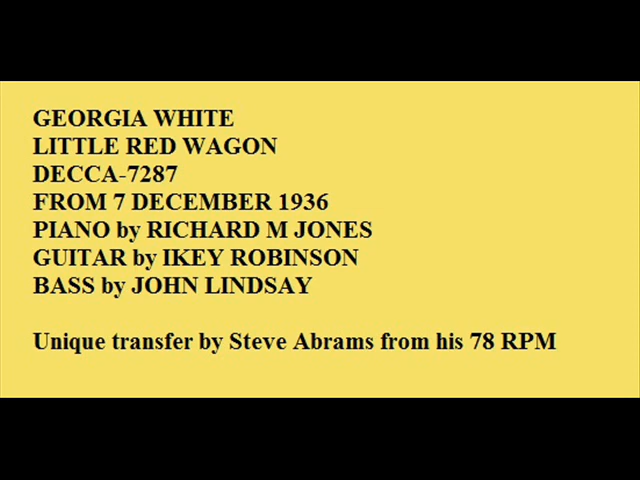 GEORGIA WHITE
LITTLE RED WAGON
DECCA-7287
FROM 7 DECEMBER 1936
PIANO by RICHARD M JONES
GUITAR by IKEY ROBINSON
BASS by JOHN LINDSAY
Unique transfer by Steve Abrams from his 78 RPM